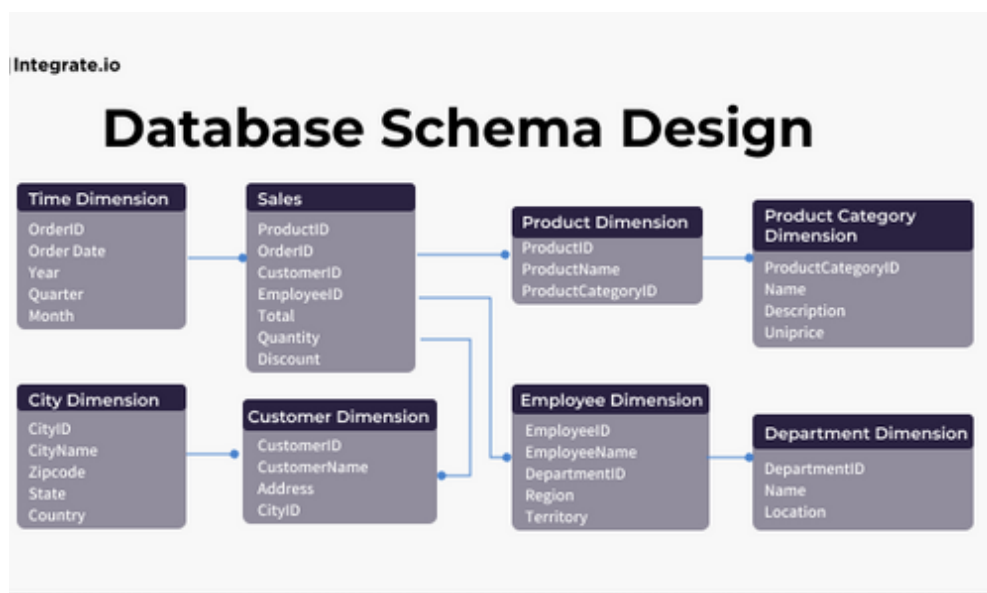 Integrate.io
Database Schema Design
Time Dimension
OrderID
Order Date
Year
Quarter
Month
Sales
ProductID
OrderID
CustomerID
EmployeeID
Total
Quantity
Discount
Product Dimension
ProductID
ProductName
ProductCategoryID
Product Category
Dimension
ProductCategoryID
Name
Description
Uniprice
City Dimension
CityID
CityName
Zipcode
State
Country
Customer Dimension
CustomerID
CustomerName
Address
CityID
Employee Dimension
EmployeeID
EmployeeName
DepartmentID
Region
Territory
Department Dimension
DepartmentID
Name
Location